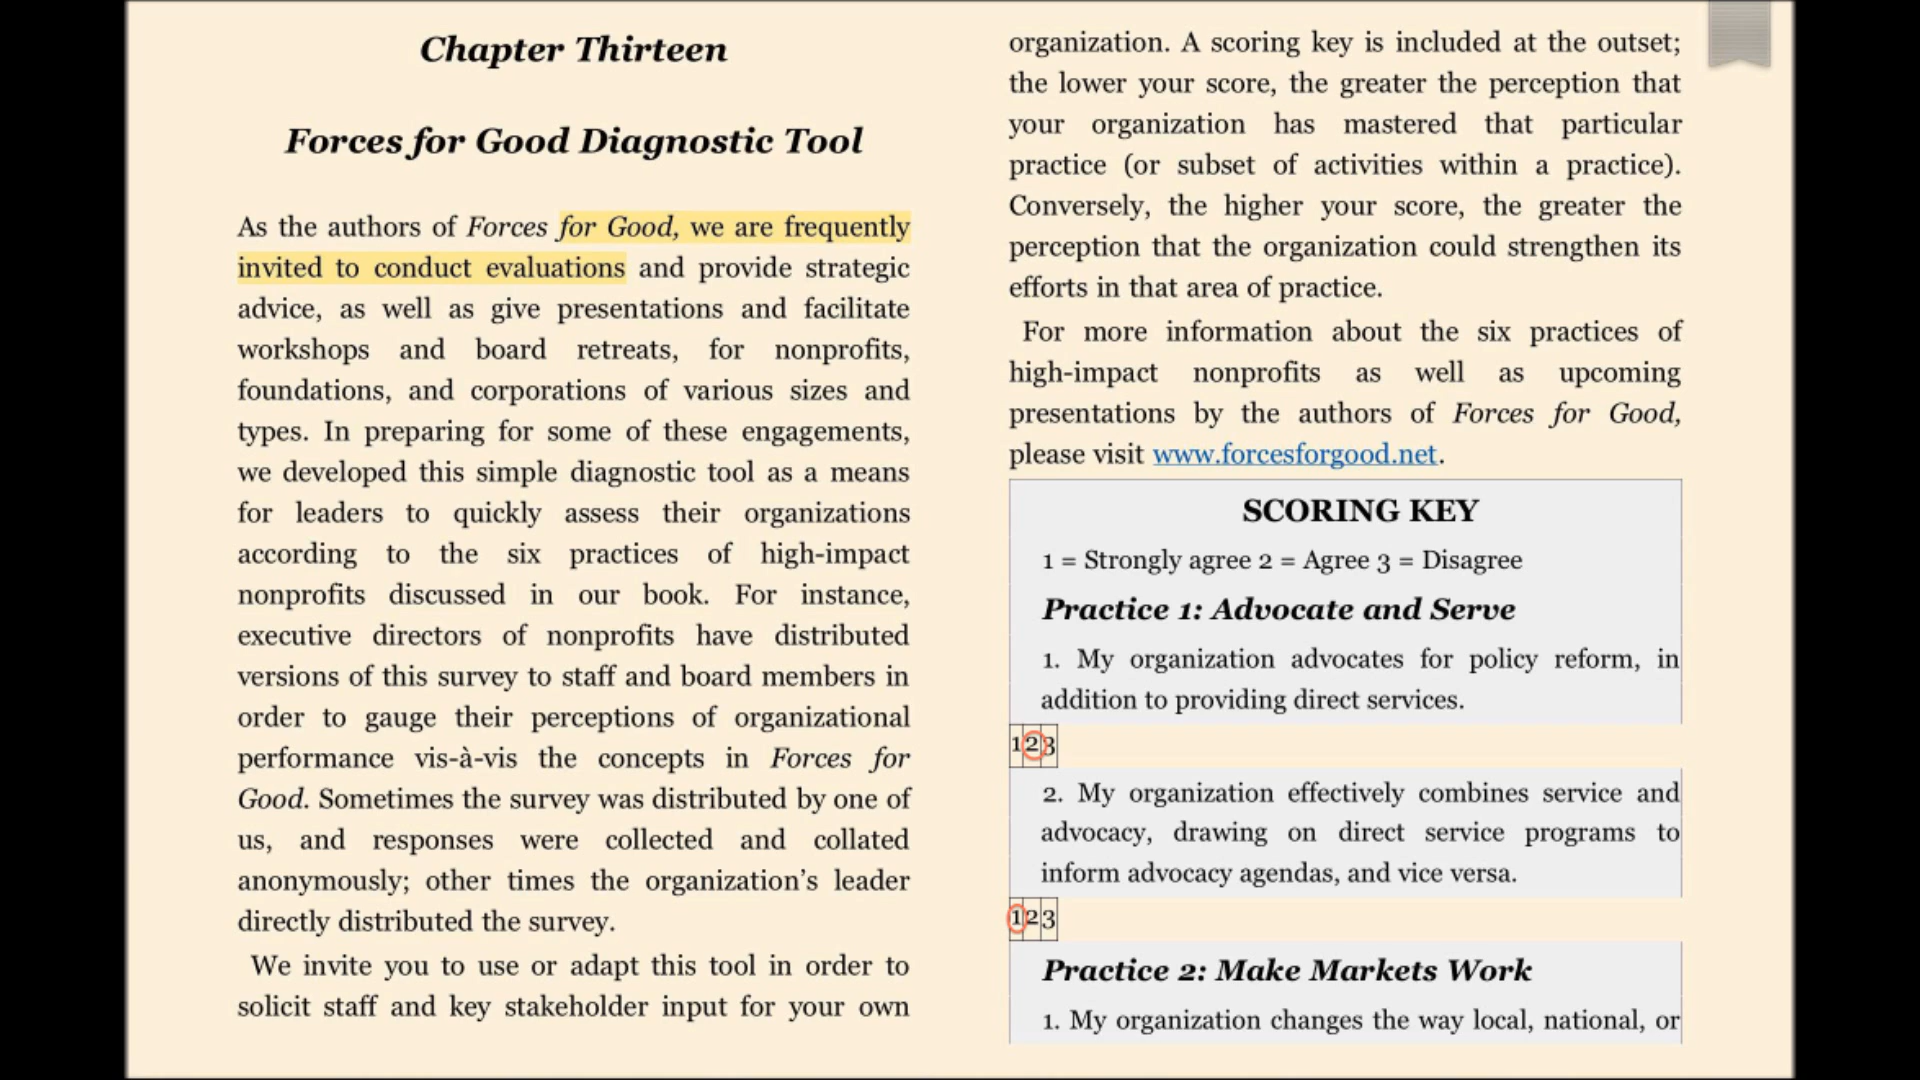 Chapter Thirteen
Forces for Good Diagnostic Tool
As the authors of Forces for Good, we are frequently
invited to conduct evaluations and provide strategic
advice, as well as give presentations and facilitate
workshops and board retreats, for nonprofits,
foundations, and corporations of various sizes and
types. In preparing for some of these engagements,
we developed this simple diagnostic tool as a means
for leaders to quickly assess their organizations
according to the six practices of high-impact
nonprofits discussed in our book. For instance,
executive directors of nonprofits have distributed
versions of this survey to staff and board members in
order to gauge their perceptions of organizational
performance vis-à-vis the concepts in Forces for
Good. Sometimes the survey was distributed by one of
us, and responses were collected and collated
anonymously; other times the organization’s leader
directly distributed the survey.
We invite you to use or adapt this tool in order to
solicit staff and key stakeholder input for your own
organization. A scoring key is included at the outset;
the lower your score, the greater the perception that
your organization has mastered that particular
practice (or subset of activities within a practice).
Conversely, the higher your score, the greater the
perception that the organization could strengthen its
efforts in that area of practice.
For more information about the six practices of
high-impact nonprofits as well as upcoming
presentations by the authors of Forces for Good,
please visit www.forcesforgood.net.
SCORING KEY
1 = Strongly agree 2 = Agree 3 = Disagree
Practice 1: Advocate and Serve
1. My organization advocates for policy reform, in
addition to providing direct services.
1 2 3
2. My organization effectively combines service and
advocacy, drawing on direct service programs to
inform advocacy agendas, and vice versa.
1 2 3
Practice 2: Make Markets Work
1. My organization changes the way local, national, or